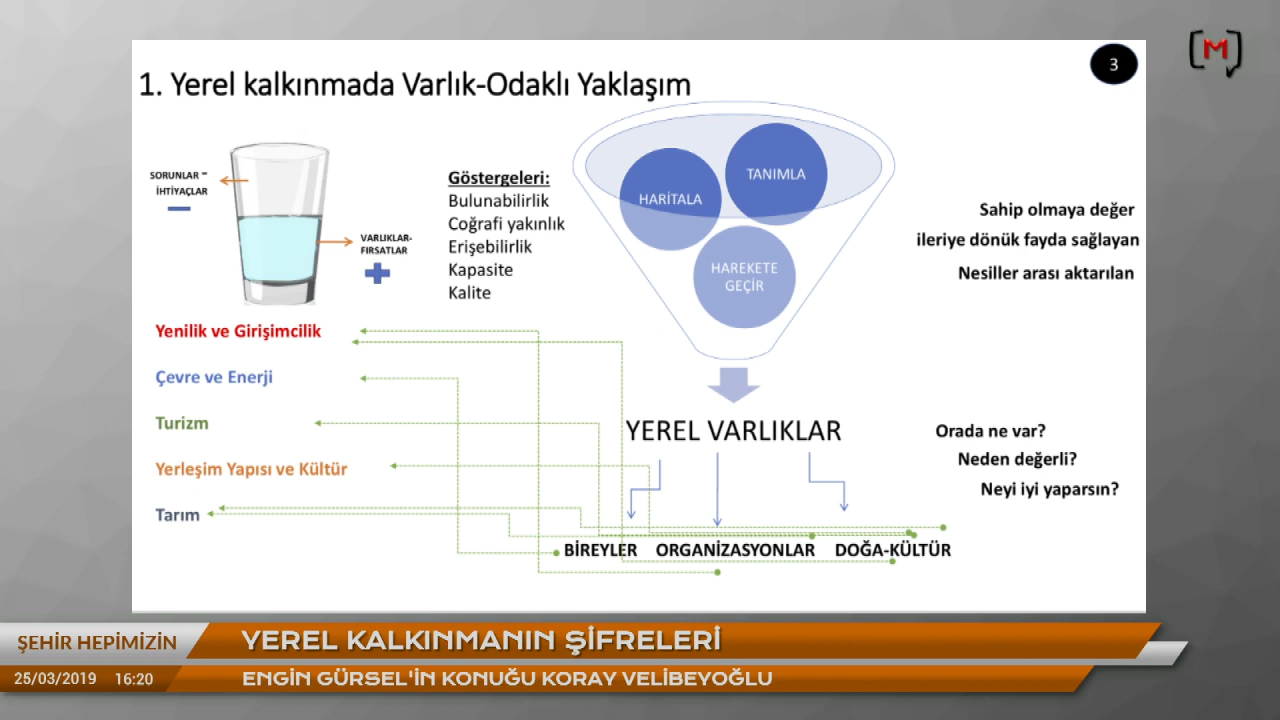 [M]
3
1. Yerel kalkınmada Varlık-Odaklı Yaklaşım
SORUNLAR –
İHTİYAÇLAR
VARLIKLAR-
FIRSATLAR
Göstergeleri:
Bulunabilirlik
Coğrafi yakınlık
Erişebilirlik
Kapasite
Kalite
HARİTALA
TANIMLA
HAREKETE
GEÇİR
Sahip olmaya değer
ileriye dönük fayda sağlayan
Nesiller arası aktarılan
Yenilik ve Girişimcilik
Çevre ve Enerji
Turizm
Yerleşim Yapısı ve Kültür
Tarım
YEREL VARLIKLAR
Orada ne var?
Neden değerli?
Neyi iyi yaparsın?
BİREYLER ORGANİZASYONLAR DOĞA-KÜLTÜR
ŞEHİR HEPİMİZİN
YEREL KALKINMANIN ŞİFRELERİ
25/03/2019 16:20
ENGİN GÜRSEL'İN KONUĞU KORAY VELİBEYOĞLU